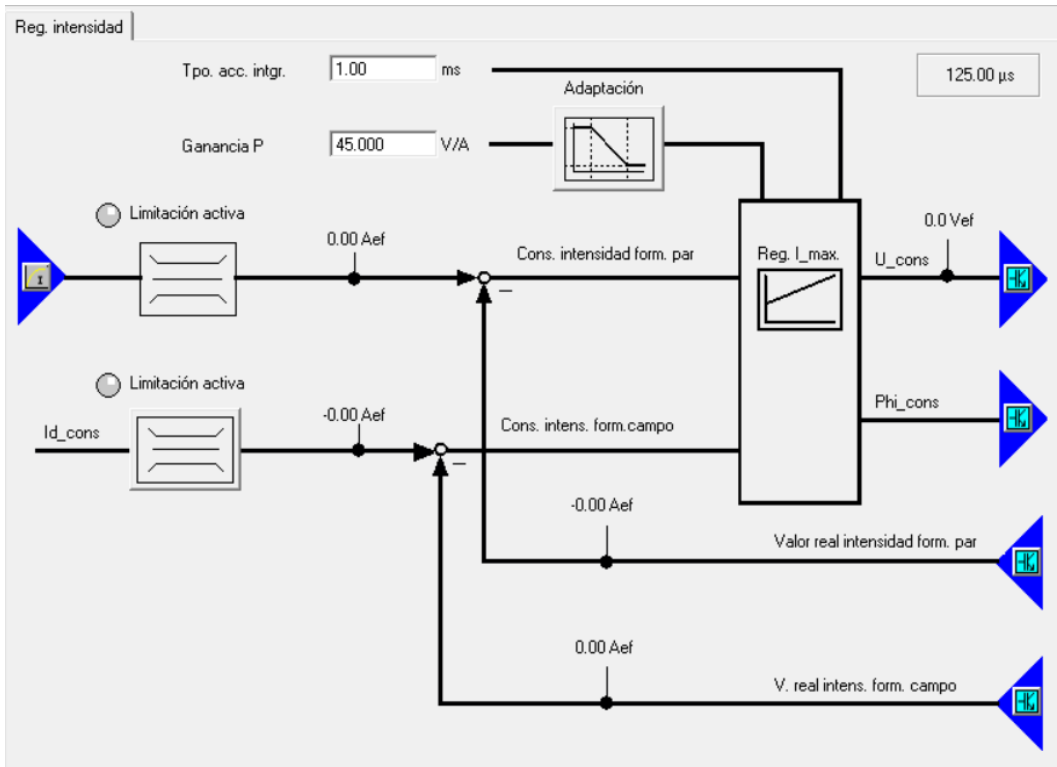 Reg. intensidad
Tpo. acc. intgr. 1.00 ms
125.00 µs
Adaptación
Ganancia P 45.000 V/A
Limitación activa
0.00 Aef
Cons. intensidad form. par
Reg. I_max.
0.0 Vef
U_cons
I
Limitación activa
Id_cons
-0.00 Aef
Cons. intens. form.campo
Phi_cons
-0.00 Aef
Valor real intensidad form. par
0.00 Aef
V. real intens. form. campo